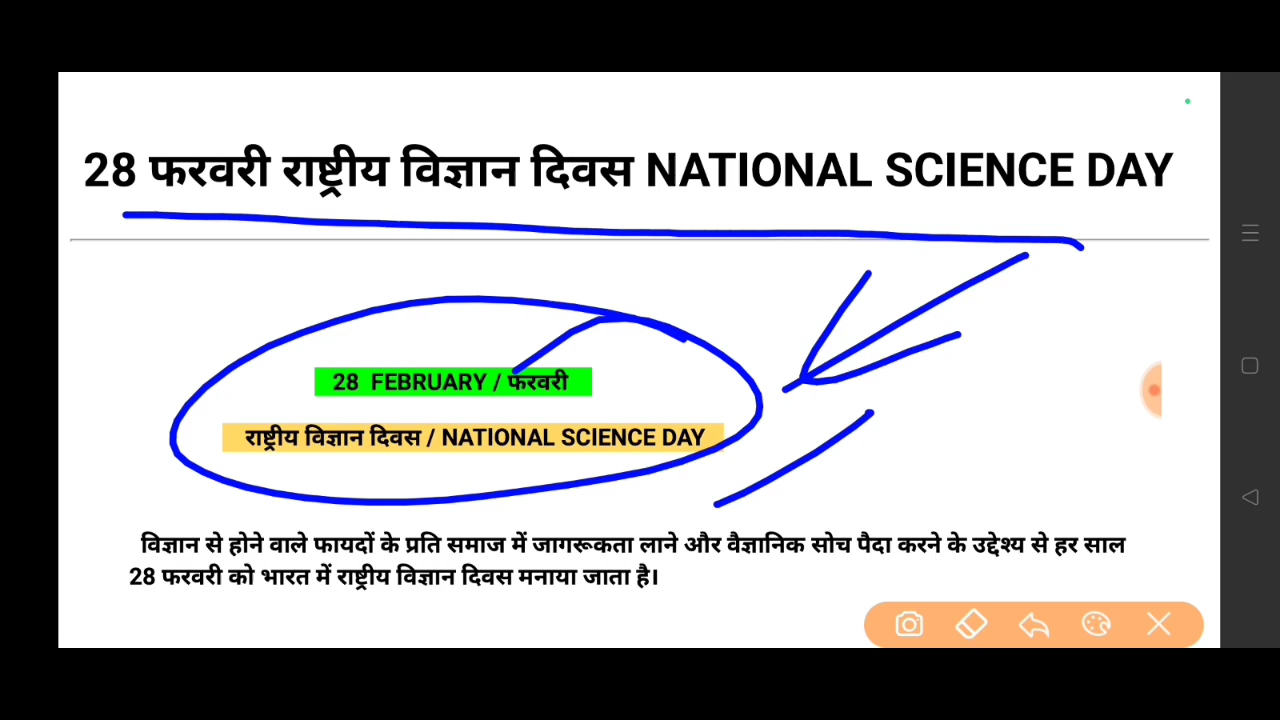 28 फरवरी राष्ट्रीय विज्ञान दिवस NATIONAL SCIENCE DAY
28 FEBRUARY / फरवरी
राष्ट्रीय विज्ञान दिवस / NATIONAL SCIENCE DAY
विज्ञान से होने वाले फायदों के प्रति समाज में जागरूकता लाने और वैज्ञानिक सोच पैदा करने के उद्देश्य से हर साल
28 फरवरी को भारत में राष्ट्रीय विज्ञान दिवस मनाया जाता है।